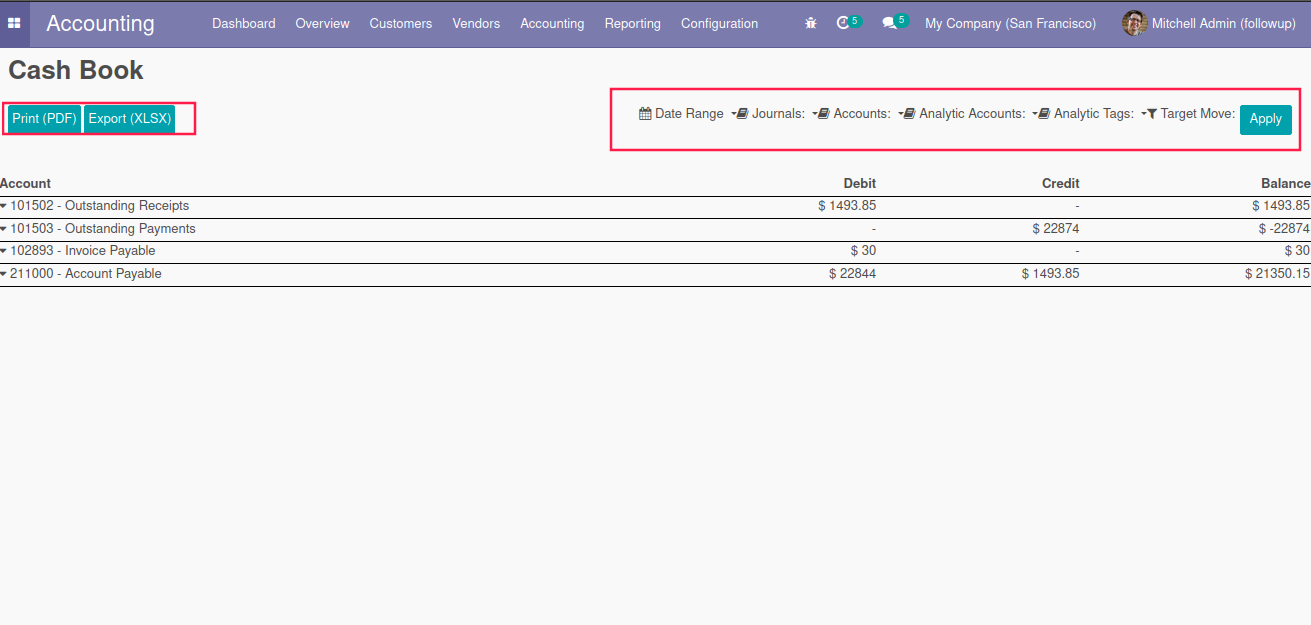 Accounting Dashboard Overview Customers Vendors Accounting Reporting Configuration 5 5 My Company (San Francisco) Mitchell Admin (followup)
Cash Book
Print (PDF) Export (XLSX) Date Range Journals: Accounts: Analytic Accounts: Analytic Tags: Target Move: Apply
Account Debit Credit Balance
101502 - Outstanding Receipts $ 1493.85 - $ 1493.85
101503 - Outstanding Payments - $ 22874 $ -22874
102893 - Invoice Payable $ 30 - $ 30
211000 - Account Payable $ 22844 $ 1493.85 $ 21350.15